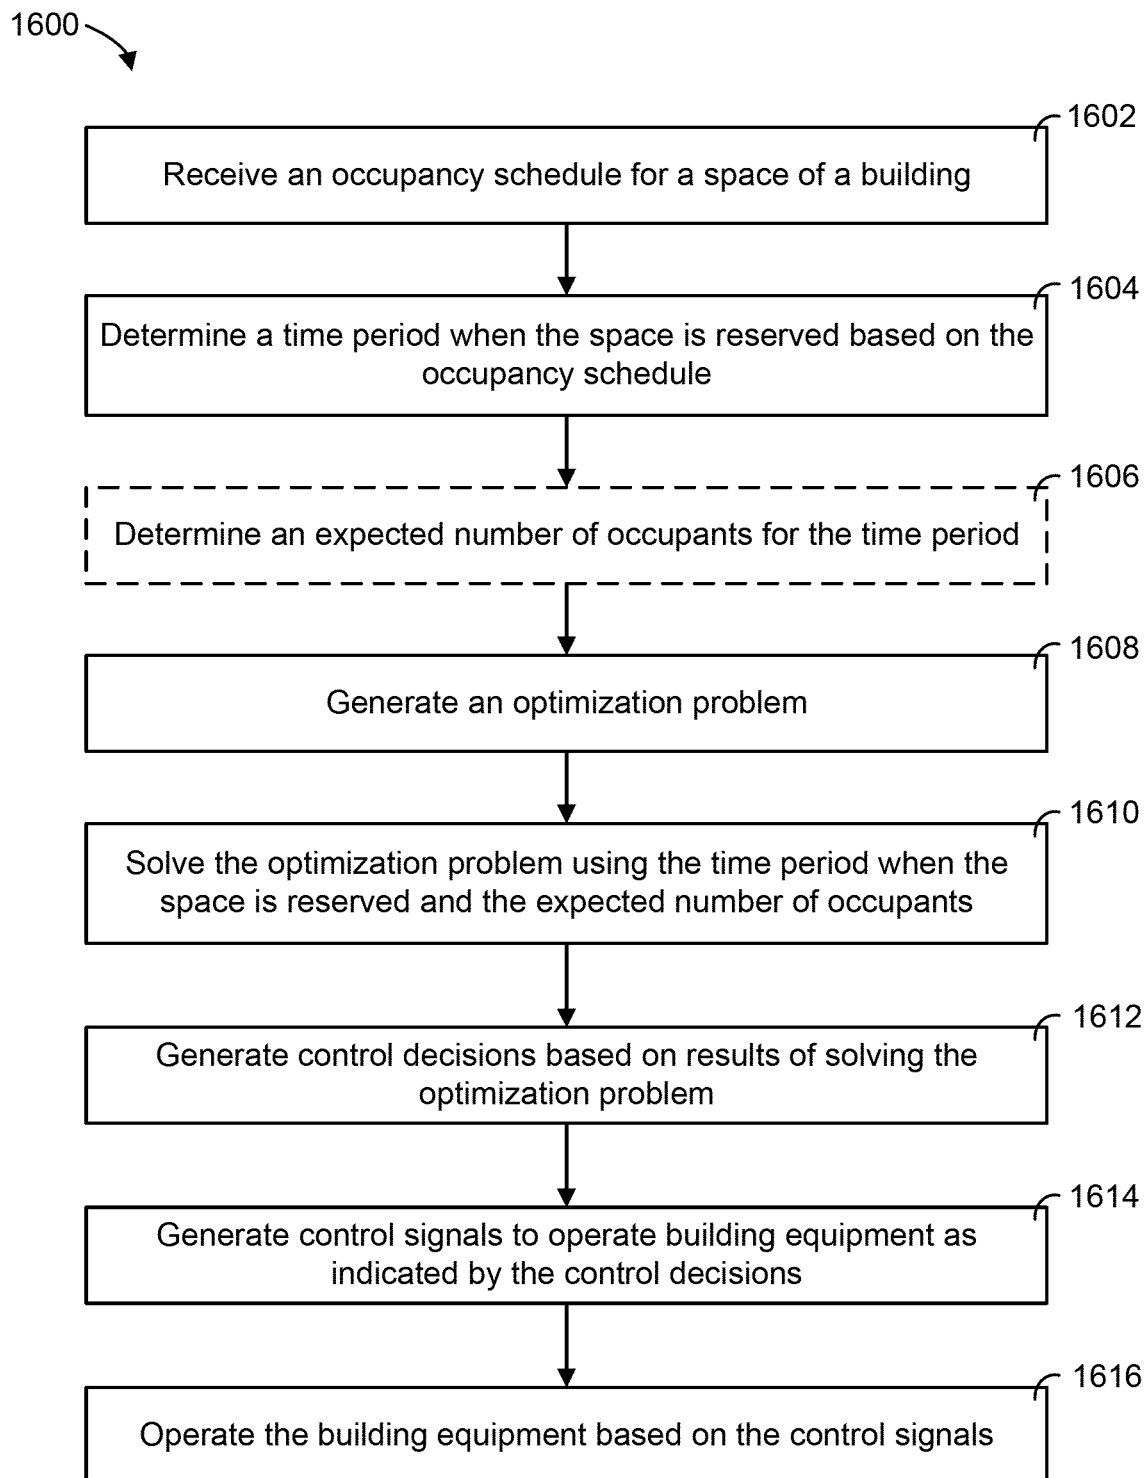 1600
1602
Receive an occupancy schedule for a space of a building
1604
Determine a time period when the space is reserved based on the
occupancy schedule
1606
Determine an expected number of occupants for the time period
1608
Generate an optimization problem
1610
Solve the optimization problem using the time period when the
space is reserved and the expected number of occupants
1612
Generate control decisions based on results of solving the
optimization problem
1614
Generate control signals to operate building equipment as
indicated by the control decisions
1616
Operate the building equipment based on the control signals